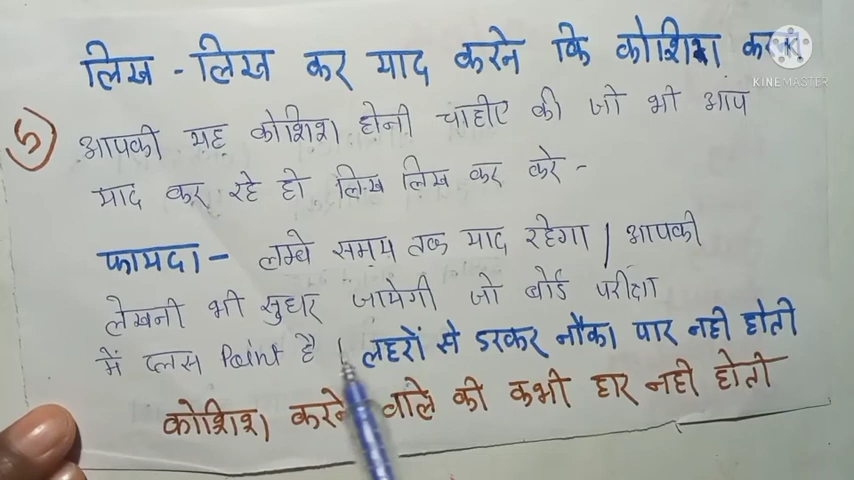 लिख - लिख कर याद करने कि कोशिश
KINEMASTER
5
आपकी यह कोशिश होनी चाहीए की जो भी आप
याद कर रहे हो लिख लिख कर करे -
फायदा - लम्बे समय तक याद रहेगा | आपकी
लेखनी भी सुधर जायेगी जो बोर्ड परीक्षा
में प्लस Point है | लहरों से डरकर नौका पार नही होती
कोशिश करने वाले की कभी हार नही होती